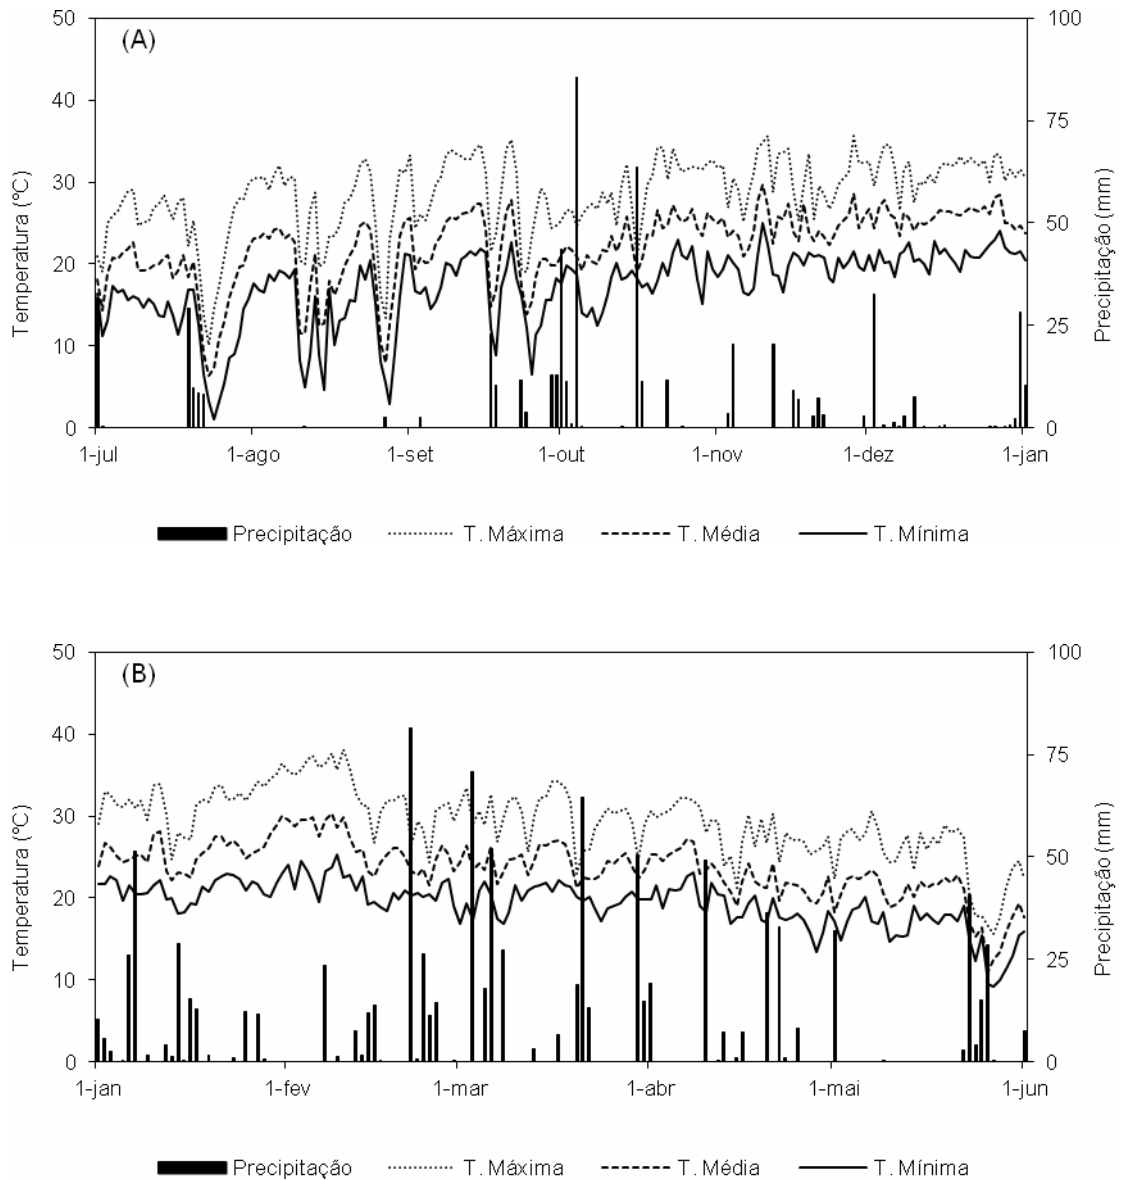 (A)
50
40
30
20
10
0
Temperatura (ºC)
100
75
50
25
0
Precipitação (mm)
1-jul 1-ago 1-set 1-out 1-nov 1-dez 1-jan
Precipitação T. Máxima T. Média T. Mínima
(B)
50
40
30
20
10
0
Temperatura (ºC)
100
75
50
25
0
Precipitação (mm)
1-jan 1-fev 1-mar 1-abr 1-mai 1-jun
Precipitação T. Máxima T. Média T. Mínima